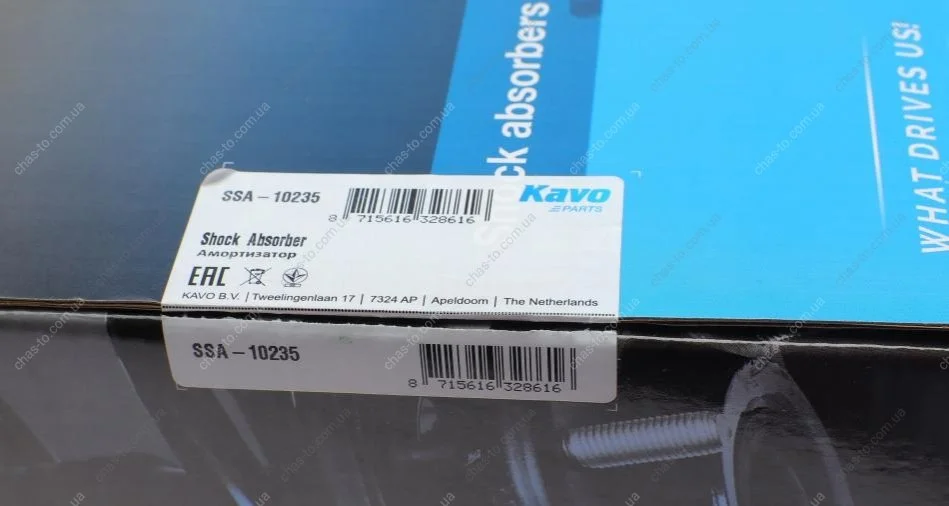 Shock absorbers
WHAT DRIVES US!
SSA – 10235
8 715616 328616
Kavo
PARTS
Shock Absorber
Амортизатор
EAC
KAVO B.V. | Tweelingenlaan 17 | 7324 AP | Apeldoorn | The Netherlands
SSA – 10235
8 715616 328616
chas-to.com.ua